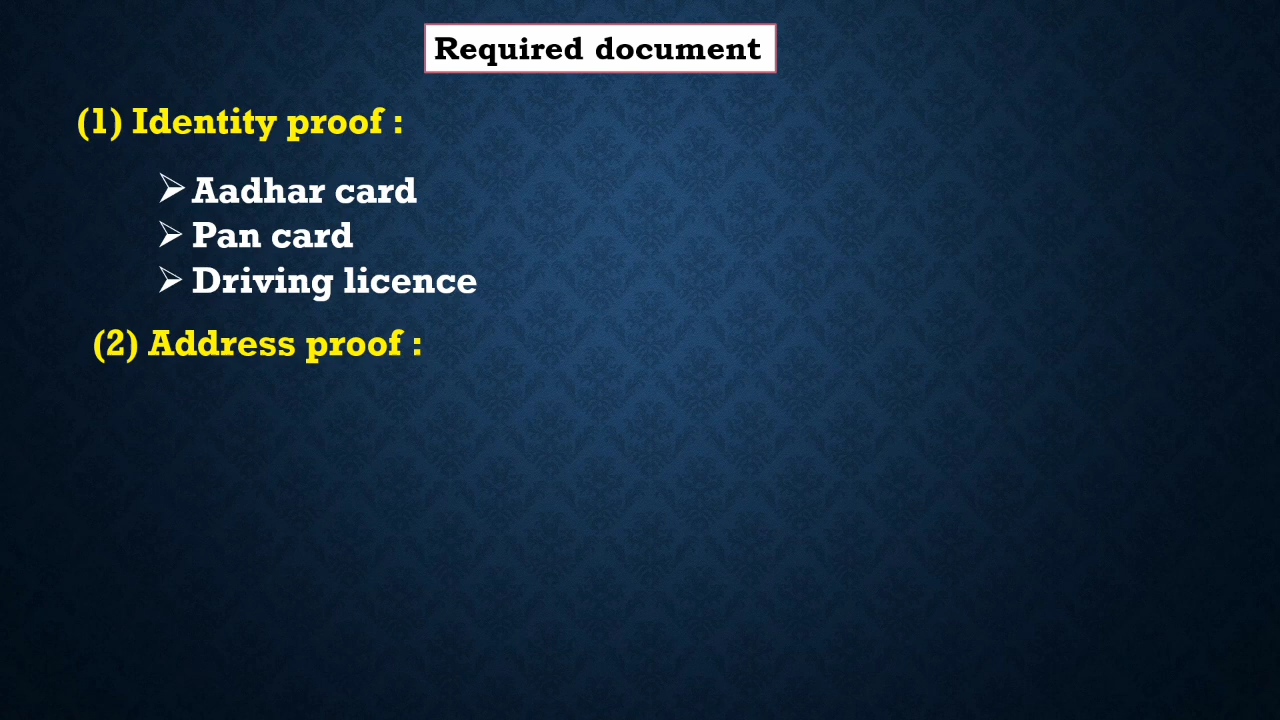 Required document
(1) Identity proof :
➢ Aadhar card
➢ Pan card
➢ Driving licence
(2) Address proof :